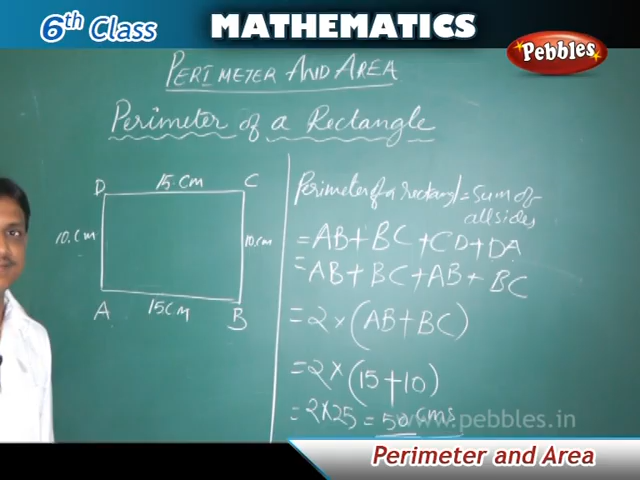 6th Class
MATHEMATICS
Pebbles
PERIMETER AND AREA
Perimeter of a Rectangle
D 15.Cm C
10.Cm 10.cm
A 15CM B
Perimeter of a rectangl = Sum of
all sides
= AB + BC + CD + DA
= AB + BC + AB + BC
= 2 × (AB + BC)
= 2 × (15 + 10)
= 2 × 25 = 50 cms
www.pebbles.in
Perimeter and Area